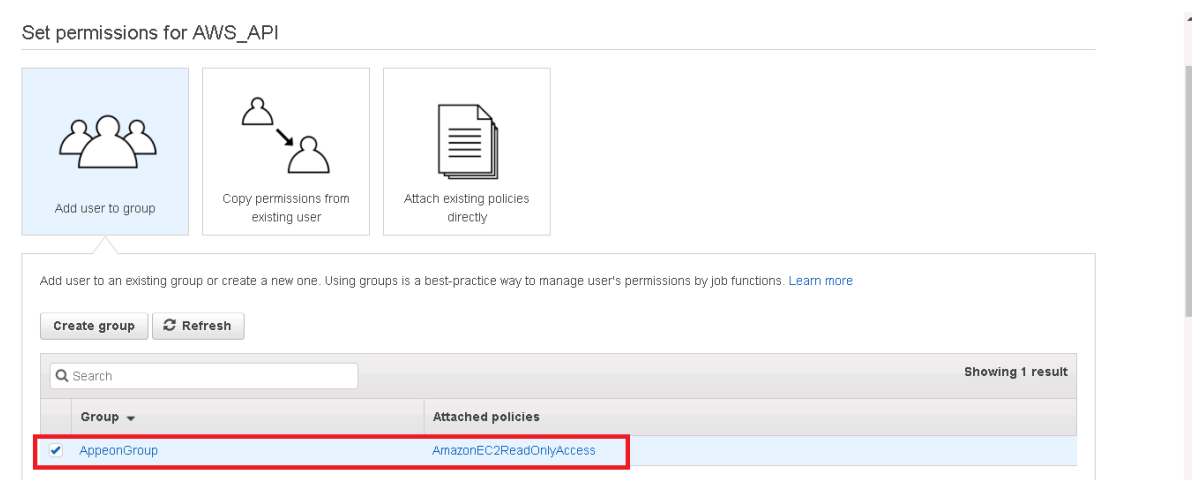 Set permissions for AWS_API
Add user to group
Copy permissions from
existing user
Attach existing policies
directly
Add user to an existing group or create a new one. Using groups is a best-practice way to manage user's permissions by job functions. Learn more
Create group Refresh
Search Showing 1 result
Group Attached policies
AppeonGroup AmazonEC2ReadOnlyAccess